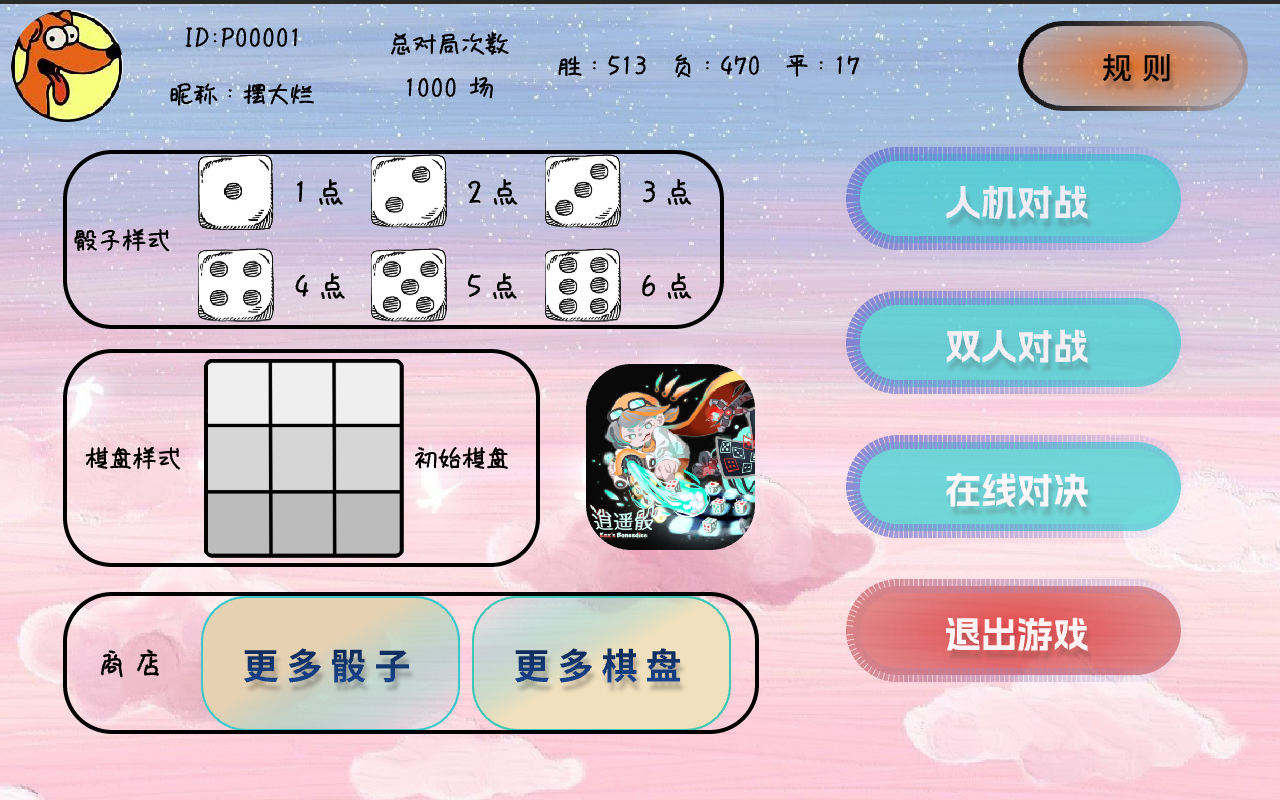 ID:P00001
昵称：摆大烂
总对局次数
1000 场
胜：513 负：470 平：17
规则
骰子样式
1 点
2 点
3 点
4 点
5 点
6 点
棋盘样式
初始棋盘
逍遥骰
商店
更多骰子
更多棋盘
人机对战
双人对战
在线对决
退出游戏